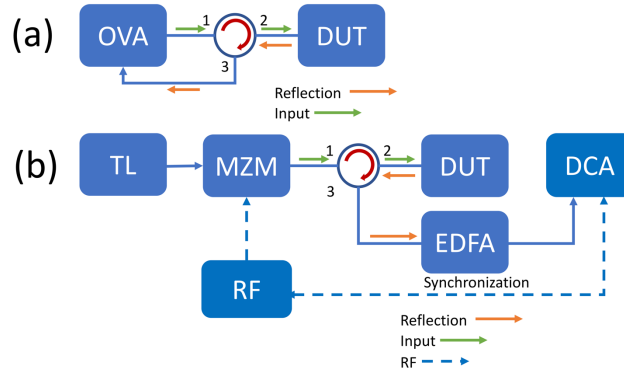 (a)
OVA
1
2
3
DUT
Reflection
Input
(b)
TL
MZM
1
2
3
DUT
DCA
EDFA
RF
Synchronization
Reflection
Input
RF